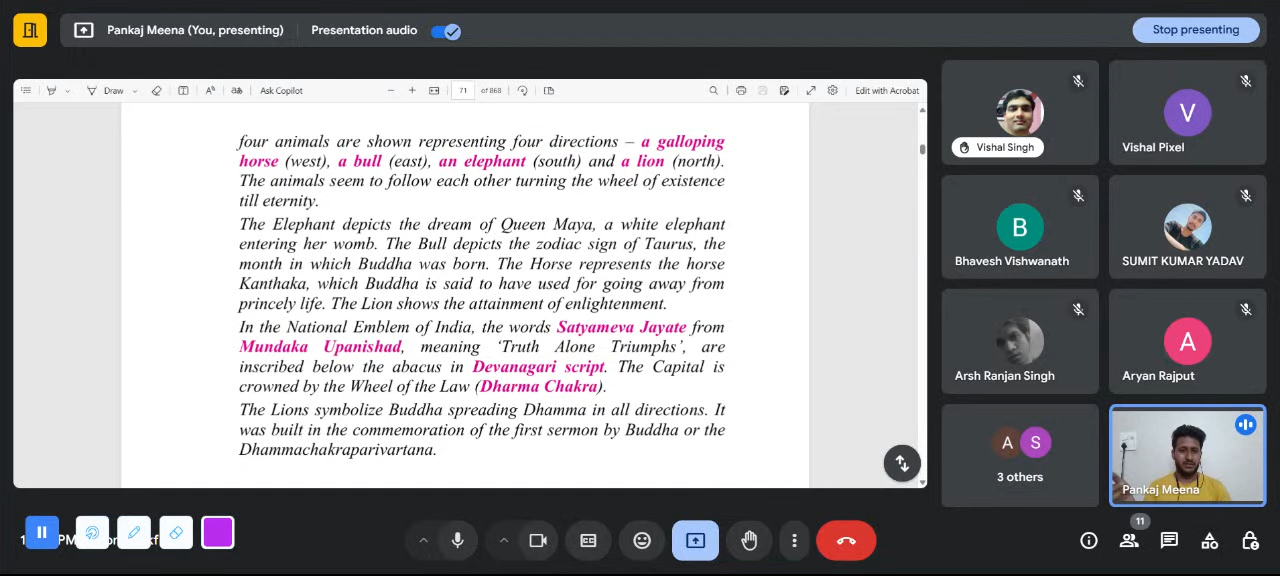 Pankaj Meena (You, presenting)
Presentation audio
Stop presenting
Draw
Ask Copilot
71
of 868
Edit with Acrobat
four animals are shown representing four directions – a galloping
horse (west), a bull (east), an elephant (south) and a lion (north).
The animals seem to follow each other turning the wheel of existence
till eternity.
The Elephant depicts the dream of Queen Maya, a white elephant
entering her womb. The Bull depicts the zodiac sign of Taurus, the
month in which Buddha was born. The Horse represents the horse
Kanthaka, which Buddha is said to have used for going away from
princely life. The Lion shows the attainment of enlightenment.
In the National Emblem of India, the words Satyameva Jayate from
Mundaka Upanishad, meaning ‘Truth Alone Triumphs’, are
inscribed below the abacus in Devanagari script. The Capital is
crowned by the Wheel of the Law (Dharma Chakra).
The Lions symbolize Buddha spreading Dhamma in all directions. It
was built in the commemoration of the first sermon by Buddha or the
Dhammachakraparivartana.
Vishal Singh
V
Vishal Pixel
B
Bhavesh Vishwanath
SUMIT KUMAR YADAV
Arsh Ranjan Singh
A
Aryan Rajput
A
S
3 others
Pankaj Meena
11